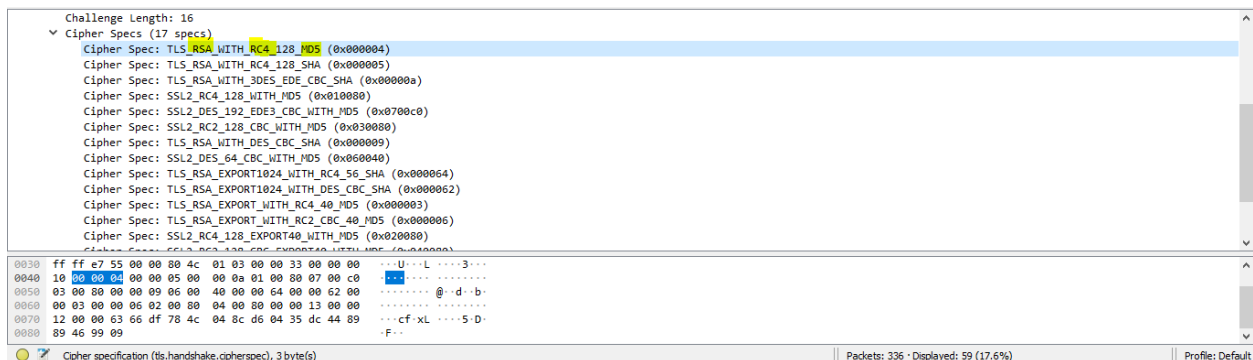 Challenge Length: 16
Cipher Specs (17 specs)
Cipher Spec: TLS_RSA_WITH_RC4_128_MD5 (0x000004)
Cipher Spec: TLS_RSA_WITH_RC4_128_SHA (0x000005)
Cipher Spec: TLS_RSA_WITH_3DES_EDE_CBC_SHA (0x00000a)
Cipher Spec: SSL2_RC4_128_WITH_MD5 (0x010080)
Cipher Spec: SSL2_DES_192_EDE3_CBC_WITH_MD5 (0x0700c0)
Cipher Spec: SSL2_RC2_128_CBC_WITH_MD5 (0x030080)
Cipher Spec: TLS_RSA_WITH_DES_CBC_SHA (0x000009)
Cipher Spec: SSL2_DES_64_CBC_WITH_MD5 (0x060040)
Cipher Spec: TLS_RSA_EXPORT1024_WITH_RC4_56_SHA (0x000064)
Cipher Spec: TLS_RSA_EXPORT1024_WITH_DES_CBC_SHA (0x000062)
Cipher Spec: TLS_RSA_EXPORT_WITH_RC4_40_MD5 (0x000003)
Cipher Spec: TLS_RSA_EXPORT_WITH_RC2_CBC_40_MD5 (0x000006)
Cipher Spec: SSL2_RC4_128_EXPORT40_WITH_MD5 (0x020080)
Cipher Spec: SSL2_RC2_128_CBC_EXPORT40_WITH_MD5 (0x040080)
0030 ff ff e7 55 00 00 80 4c 01 03 00 33 00 00 00 ···U···L ····3···
0040 10 00 00 04 00 00 05 00 00 0a 01 00 80 07 00 c0 ········ ········
0050 03 00 80 00 00 09 06 00 40 00 00 64 00 00 62 00 ········ @··d··b·
0060 00 03 00 00 06 02 00 80 04 00 80 00 00 13 00 00 ········ ········
0070 12 00 00 63 66 df 78 4c 04 8c d6 04 35 dc 44 89 ···cf·xL ····5·D·
0080 89 46 99 09 ·F··
Cipher specification (tls.handshake.cipherspec), 3 byte(s)
Packets: 336 · Displayed: 59 (17.6%)
Profile: Default